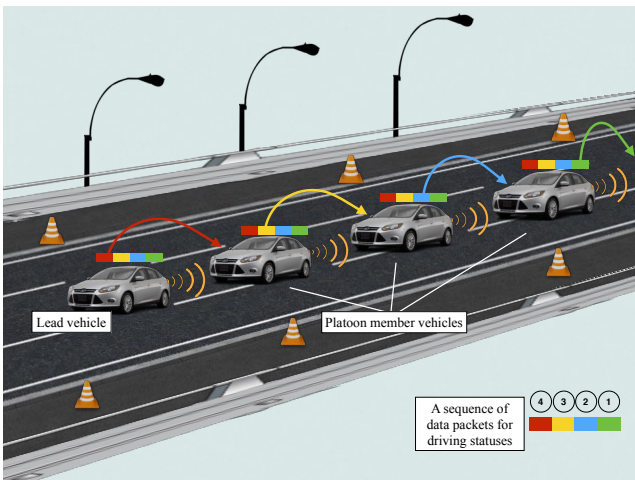 Lead vehicle
Platoon member vehicles
A sequence of
data packets for
driving statuses
4 3 2 1